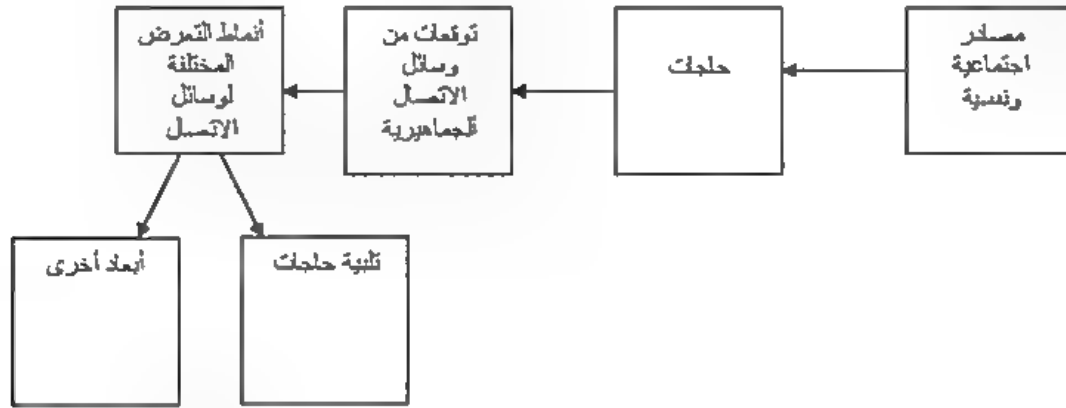 مصادر
اجتماعية
ونفسية
حاجات
توقعات من
وسائل
الاتصال
الجماهيرية
أنماط التعرض
المختلفة
لوسائل
الاتصال
تلبية حاجات
أبعاد أخرى